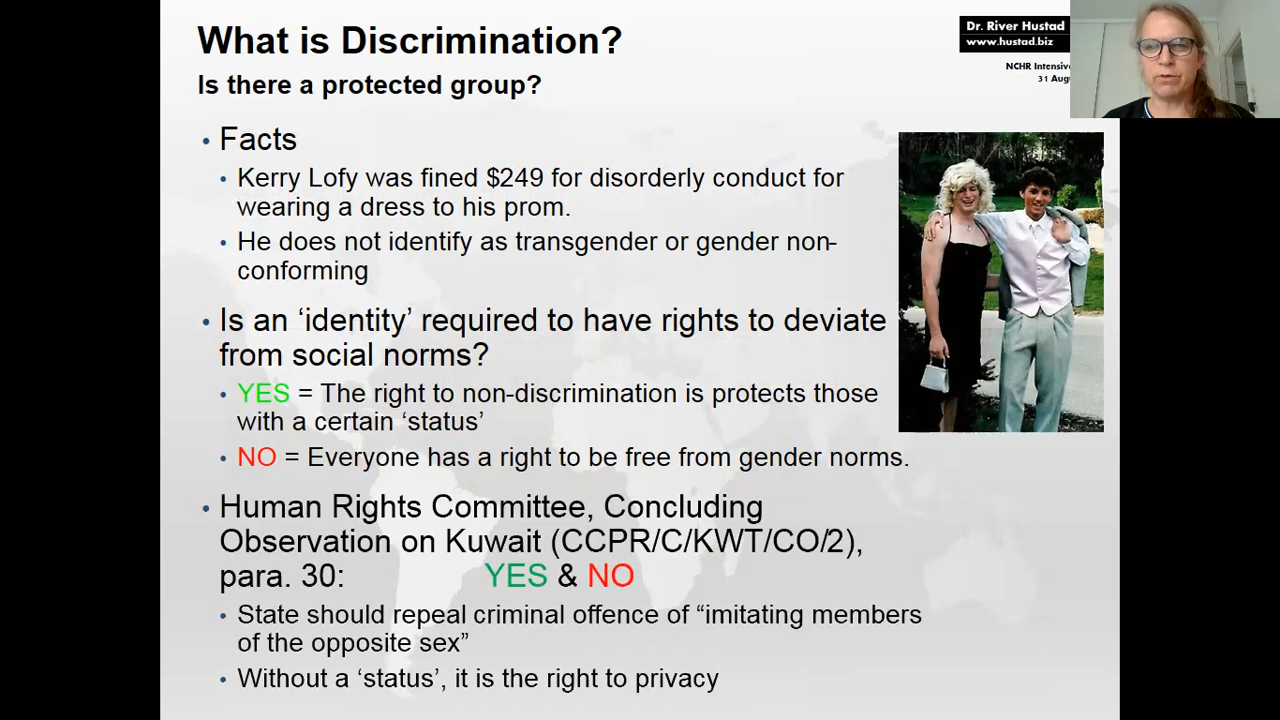 What is Discrimination?
Is there a protected group?
Dr. River Hustad
www.hustad.biz
NCHR
31
• Facts
• Kerry Lofy was fined $249 for disorderly conduct for
wearing a dress to his prom.
• He does not identify as transgender or gender non-
conforming
• Is an ‘identity’ required to have rights to deviate
from social norms?
• YES = The right to non-discrimination is protects those
with a certain ‘status’
• NO = Everyone has a right to be free from gender norms.
• Human Rights Committee, Concluding
Observation on Kuwait (CCPR/C/KWT/CO/2),
para. 30: YES & NO
• State should repeal criminal offence of “imitating members
of the opposite sex”
• Without a ‘status’, it is the right to privacy